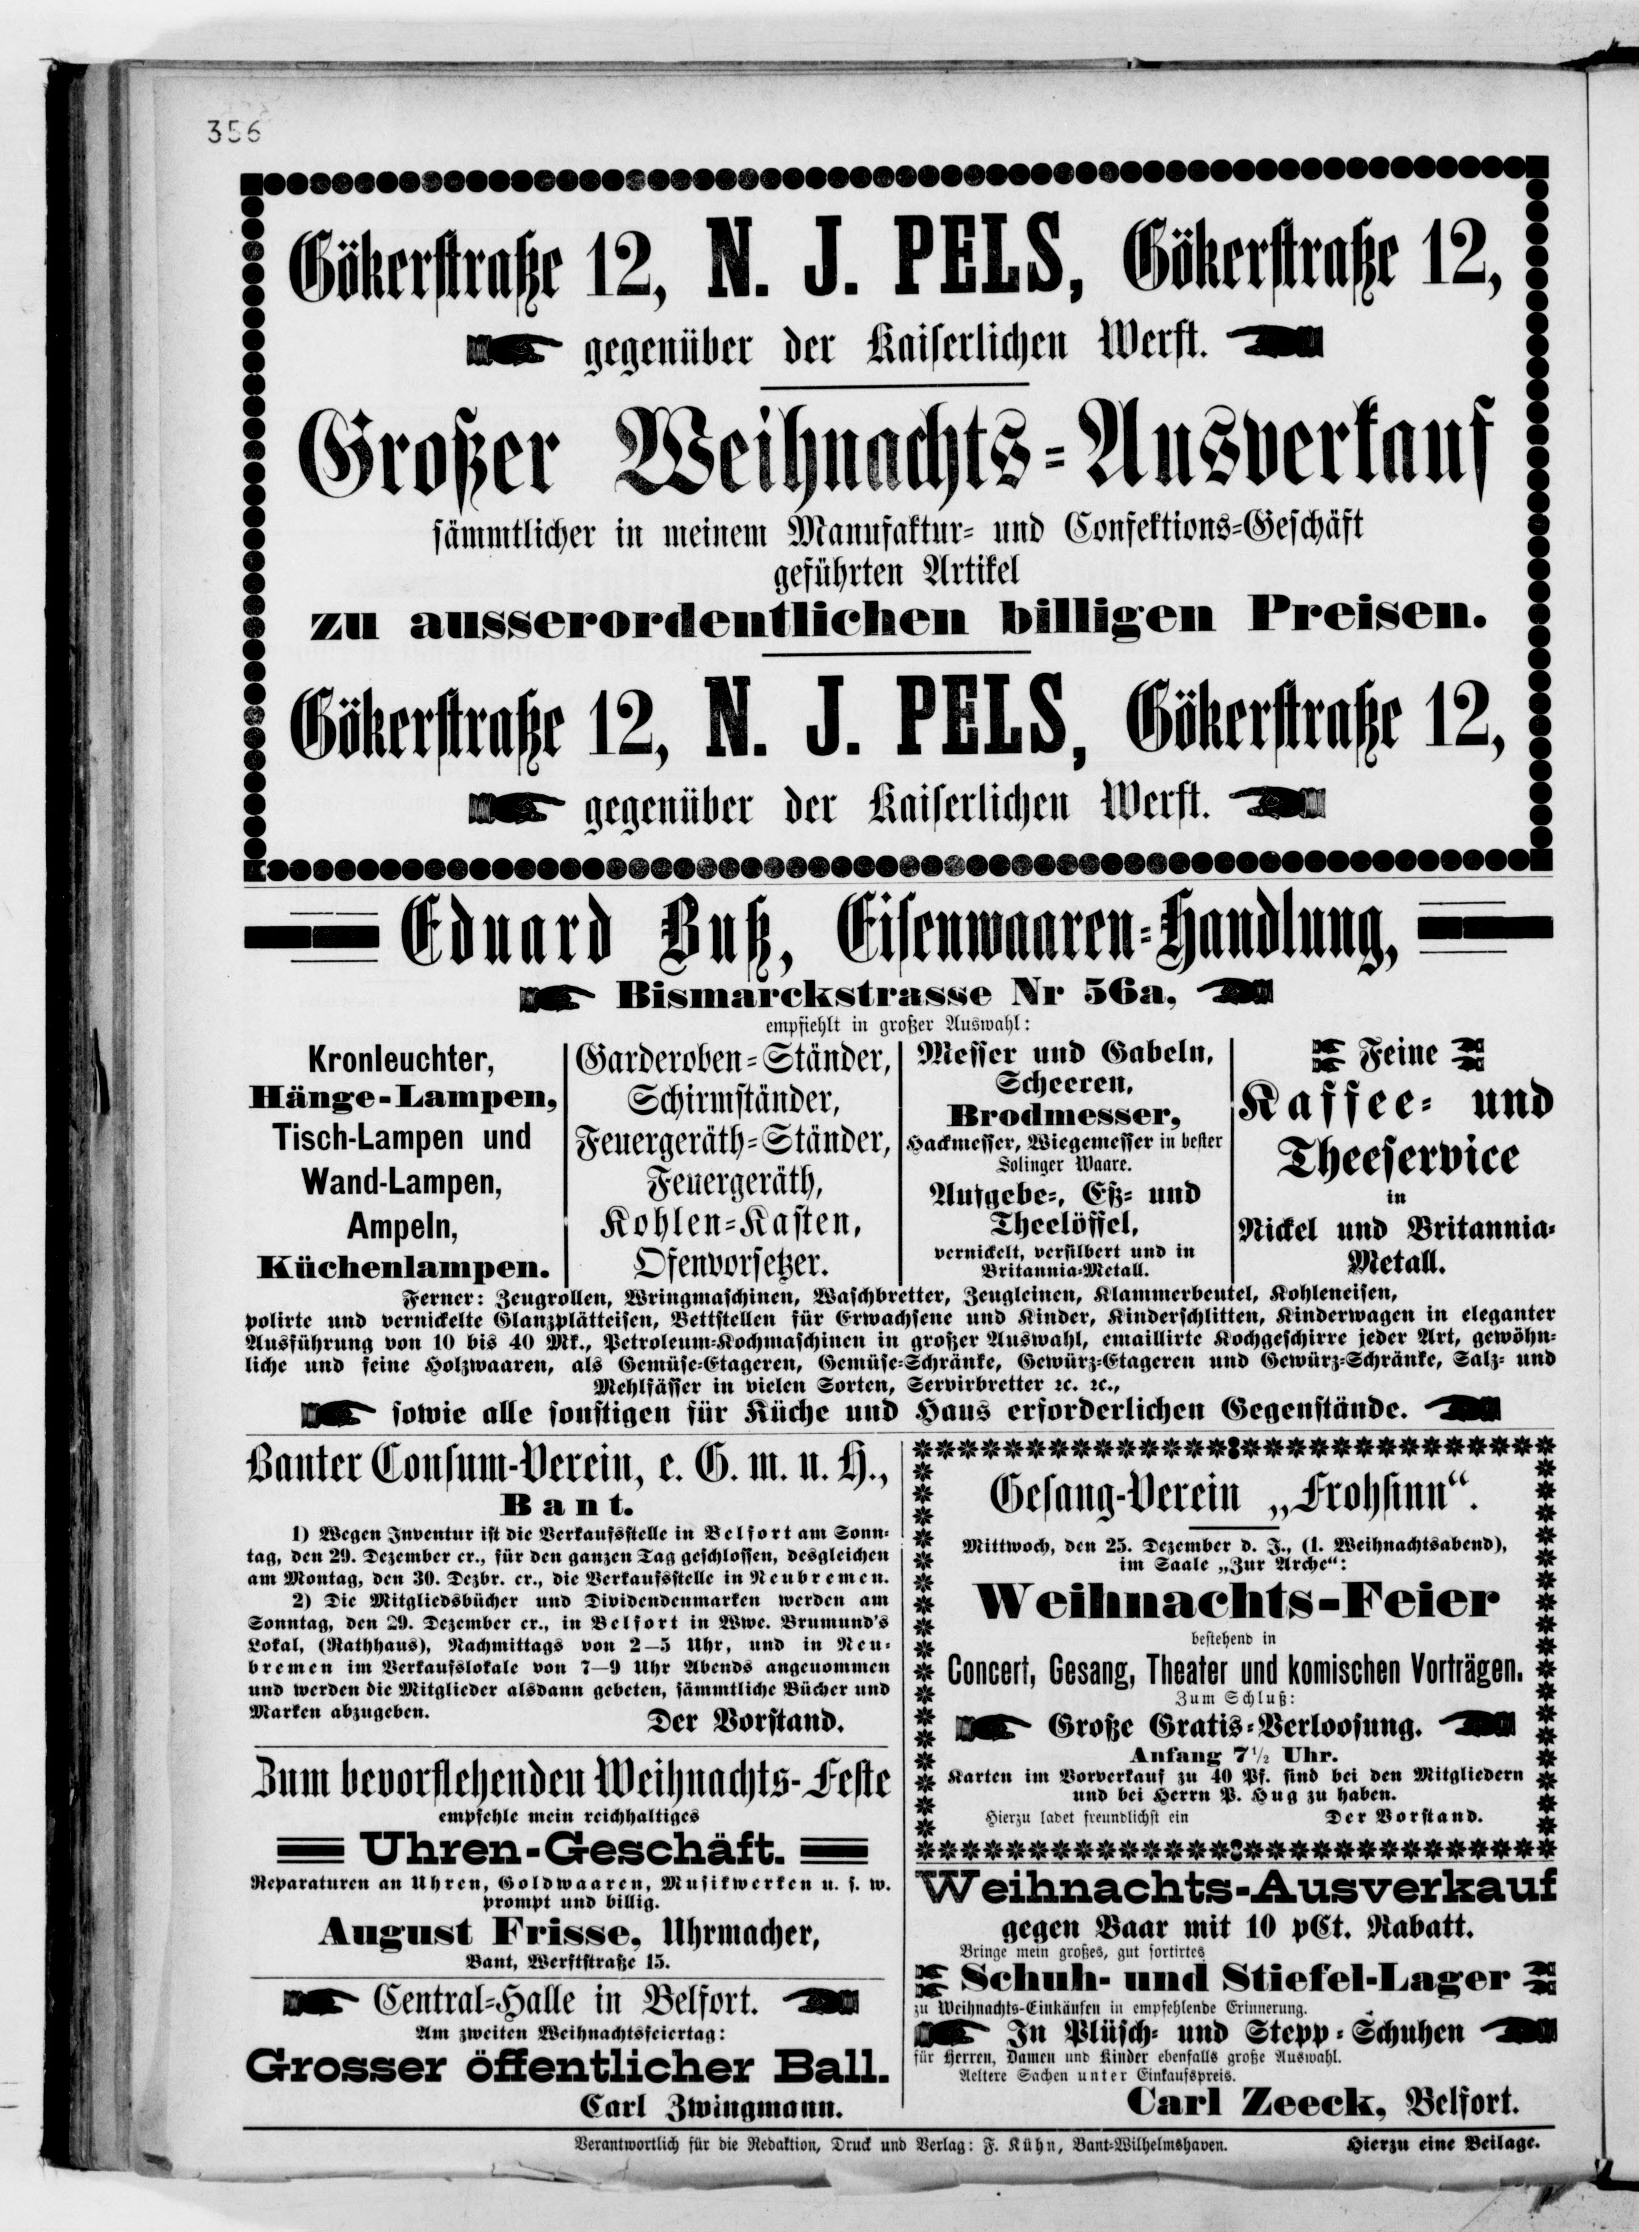 356
Gökerstraße 12, N. J. PELS, Gökerstraße 12,
gegenüber der Kaiserlichen Werft.
Großer Weihnachts-Ausverkauf
sämmtlicher in meinem Manufaktur- und Confektions-Geschäft
geführten Artikel
zu ausserordentlichen billigen Preisen.
Gökerstraße 12, N. J. PELS, Gökerstraße 12,
gegenüber der Kaiserlichen Werft.
Eduard Buß, Eisenwaaren-Handlung,
Bismarckstrasse Nr 56a,
empfiehlt in großer Auswahl:
Kronleuchter,
Hänge-Lampen,
Tisch-Lampen und
Wand-Lampen,
Ampeln,
Küchenlampen.
Garderoben-Ständer,
Schirmständer,
Feuergeräth-Ständer,
Feuergeräth,
Kohlen-Kasten,
Ofenvorsetzer.
Messer und Gabeln,
Scheeren,
Brodmesser,
Hackmesser, Wiegemesser in bester
Solinger Waare.
Aufgebe-, Eß- und
Theelöffel,
vernickelt, versilbert und in
Britannia-Metall.
Feine
Kaffee- und
Theeservice
in
Nickel und Britannia-
Metall.
Ferner: Zeugrollen, Wringmaschinen, Waschbretter, Zeugleinen, Klammerbeutel, Kohleneisen,
polirte und vernickelte Glanzplätteisen, Bettstellen für Erwachsene und Kinder, Kinderschlitten, Kinderwagen in eleganter
Ausführung von 10 bis 40 Mk., Petroleum-Kochmaschinen in großer Auswahl, emaillirte Kochgeschirre jeder Art, gewöhn-
liche und feine Holzwaaren, als Gemüse-Etageren, Gemüse-Schränke, Gewürz-Etageren und Gewürz-Schränke, Salz- und
Mehlfässer in vielen Sorten, Servirbretter ꝛc. ꝛc.,
sowie alle sonstigen für Küche und Haus erforderlichen Gegenstände.
Banter Consum-Verein, e. G. m. u. H.,
Bant.
1) Wegen Inventur ist die Verkaufsstelle in Belfort am Sonn-
tag, den 29. Dezember cr., für den ganzen Tag geschlossen, desgleichen
am Montag, den 30. Dezbr. cr., die Verkaufsstelle in Neubremen.
2) Die Mitgliedsbücher und Dividendenmarken werden am
Sonntag, den 29. Dezember cr., in Belfort in Wwe. Brumund's
Lokal, (Rathhaus), Nachmittags von 2—5 Uhr, und in Neu-
bremen im Verkaufslokale von 7—9 Uhr Abends angenommen
und werden die Mitglieder alsdann gebeten, sämmtliche Bücher und
Marken abzugeben.
Der Vorstand.
Zum bevorstehenden Weihnachts-Feste
empfehle mein reichhaltiges
Uhren-Geschäft.
Reparaturen an Uhren, Goldwaaren, Musikwerken u. s. w.
prompt und billig.
August Frisse, Uhrmacher,
Bant, Werftstraße 15.
Central-Halle in Belfort.
Am zweiten Weihnachtsfeiertag:
Grosser öffentlicher Ball.
Carl Zwingmann.
Gesang-Verein „Frohsinn“.
Mittwoch, den 25. Dezember d. J., (1. Weihnachtsabend),
im Saale „Zur Arche“:
Weihnachts-Feier
bestehend in
Concert, Gesang, Theater und komischen Vorträgen.
Zum Schluß:
Große Gratis-Verloosung.
Anfang 7½ Uhr.
Karten im Vorverkauf zu 40 Pf. sind bei den Mitgliedern
und bei Herrn P. Hug zu haben.
Hierzu ladet freundlichst ein
Der Vorstand.
Weihnachts-Ausverkauf
gegen Baar mit 10 pCt. Rabatt.
Bringe mein großes, gut sortirtes
Schuh- und Stiefel-Lager
zu Weihnachts-Einkäufen in empfehlende Erinnerung.
In Plüsch- und Stepp-Schuhen
für Herren, Damen und Kinder ebenfalls große Auswahl.
Aeltere Sachen unter Einkaufspreis.
Carl Zeeck, Belfort.
Verantwortlich für die Redaktion, Druck und Verlag: F. Kühn, Bant-Wilhelmshaven.
Hierzu eine Beilage.